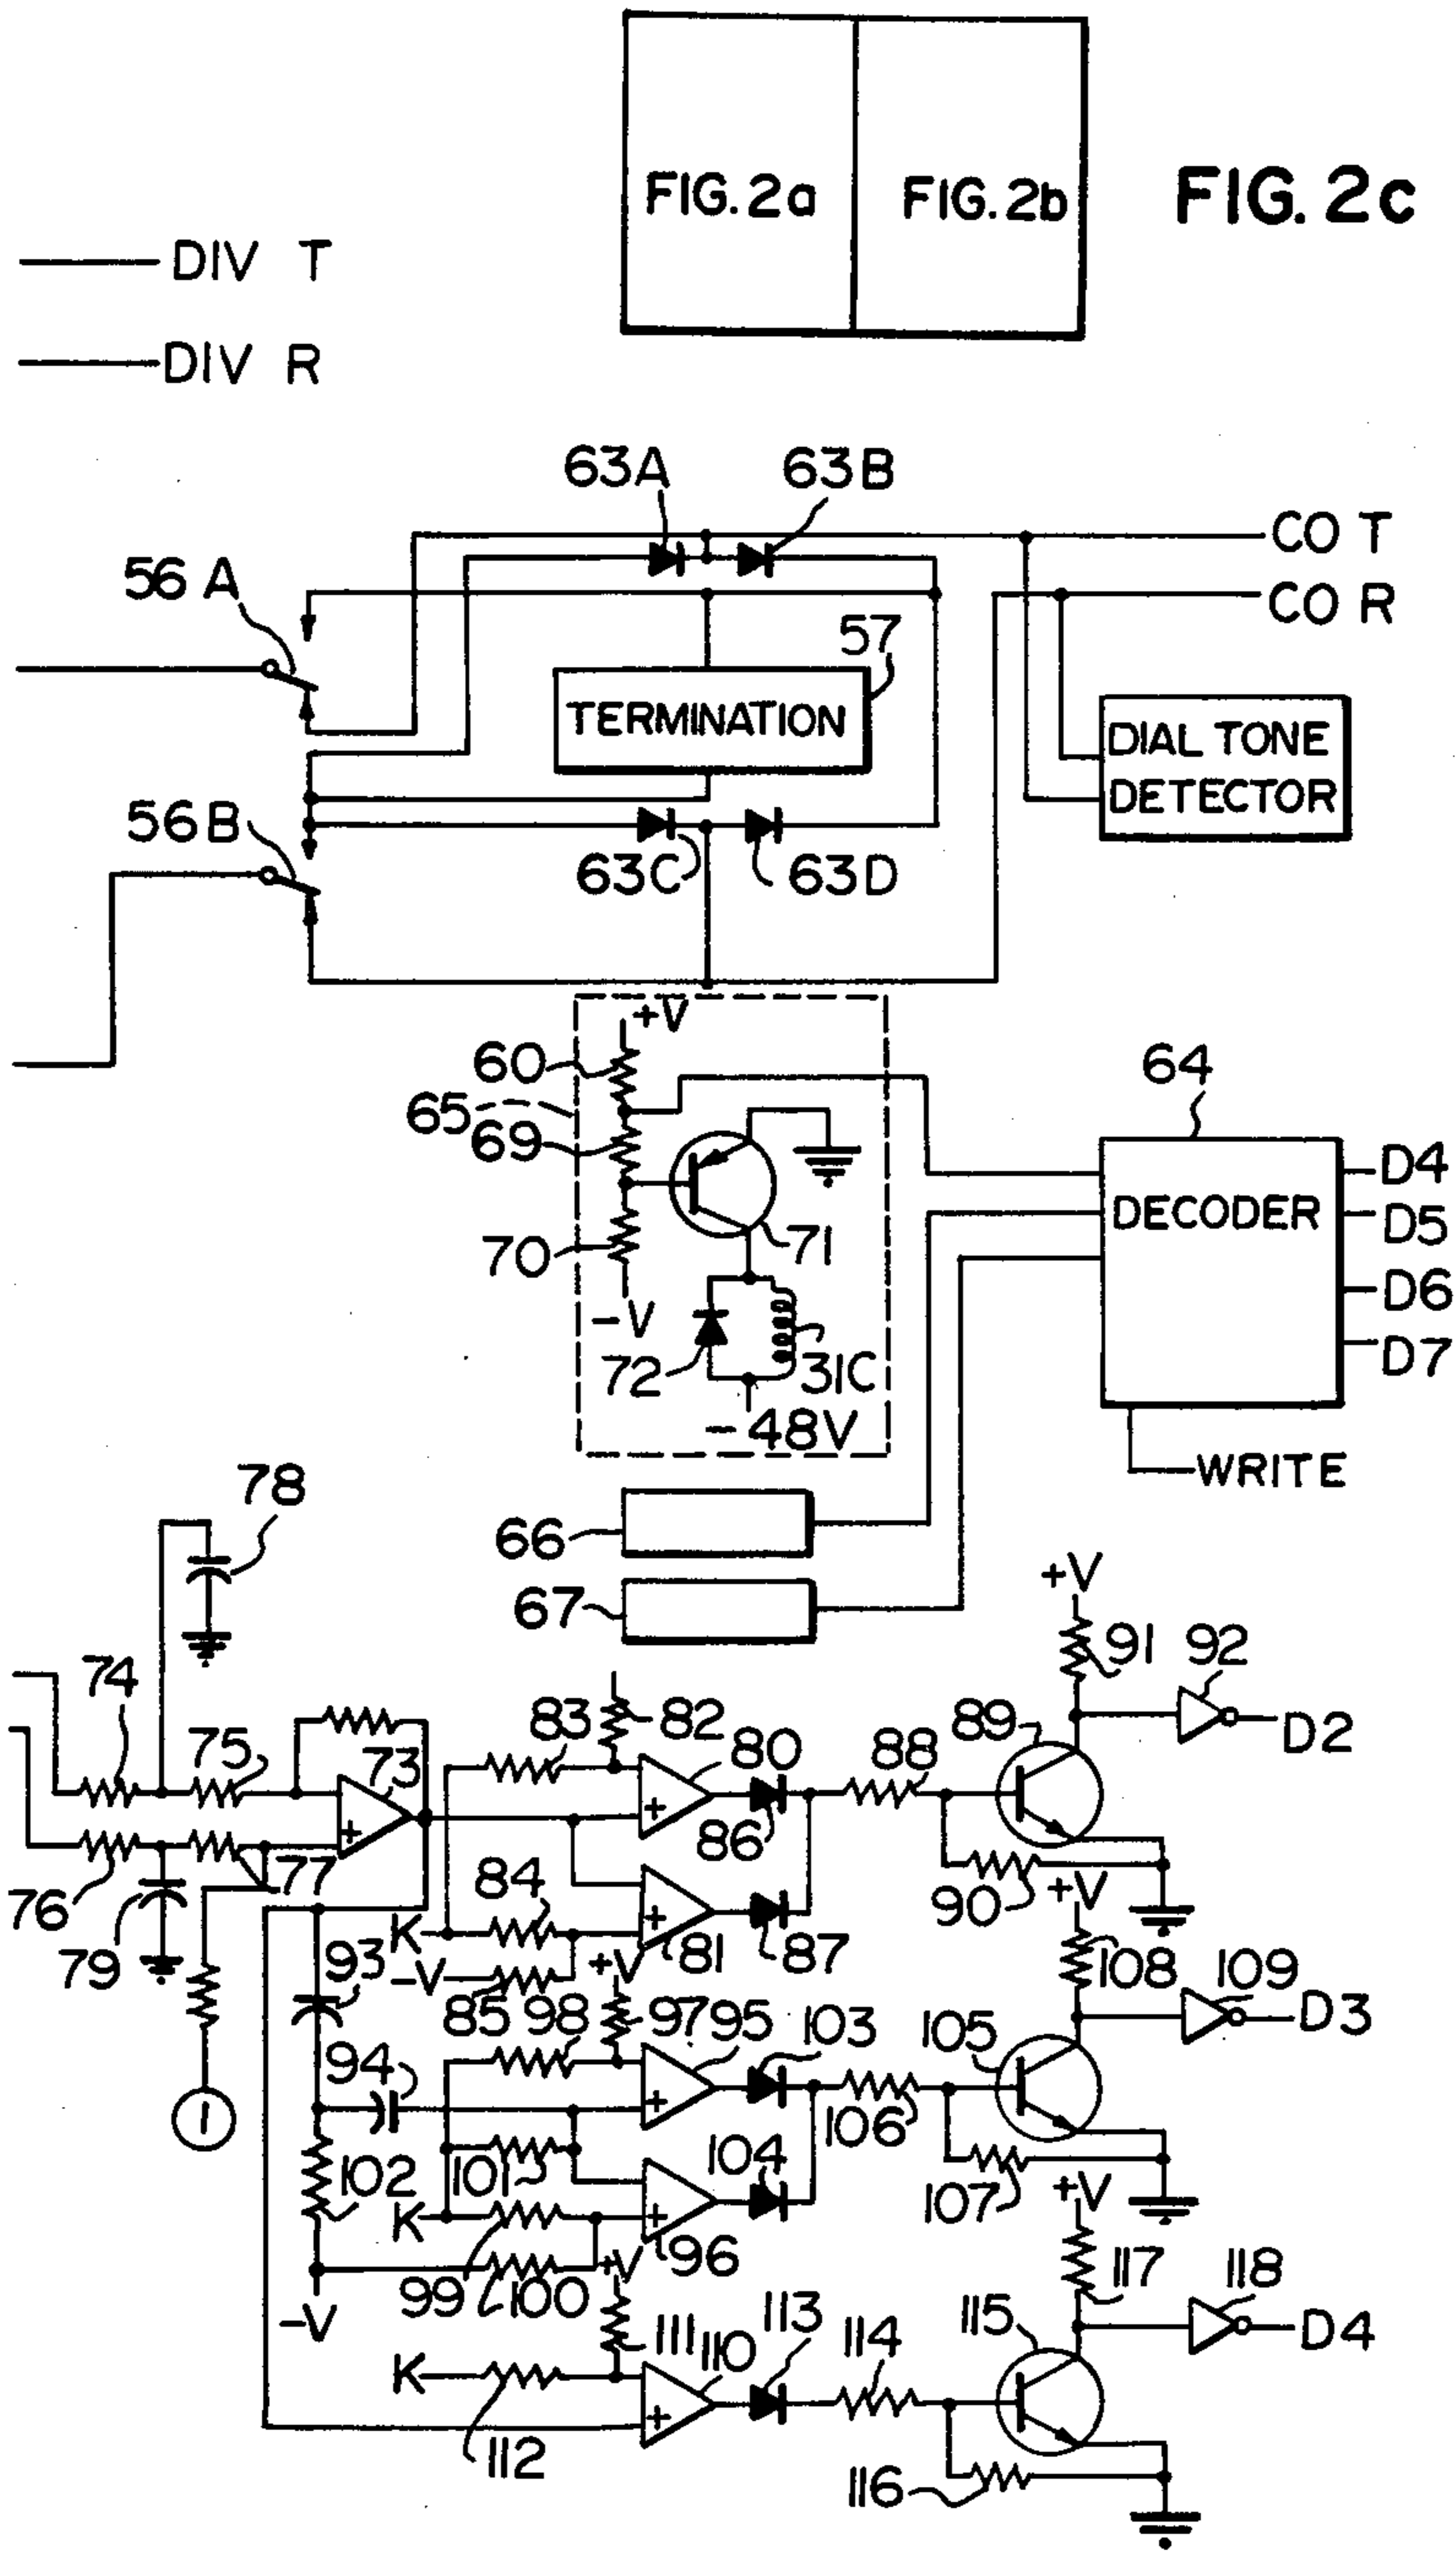 FIG. 2a
FIG. 2b
FIG. 2c
DIV T
DIV R
63A
63B
CO T
56A
CO R
57
TERMINATION
DIAL TONE
DETECTOR
56B
63C
63D
+V
60
64
65
69
D4
DECODER
D5
70
71
D6
-V
D7
72
31C
-48V
WRITE
78
66
+V
67
91
92
74
83
82
89
75
73
80
88
D2
+
+
86
76
77
84
90
+V
79
K
+
81
87
93
-V
+V
108
109
85
98
97
95
103
105
D3
94
+
1
106
101
104
102
107
K
+
+V
96
99
100
+V
117
118
-V
113
115
111
110
114
D4
K
+
112
116